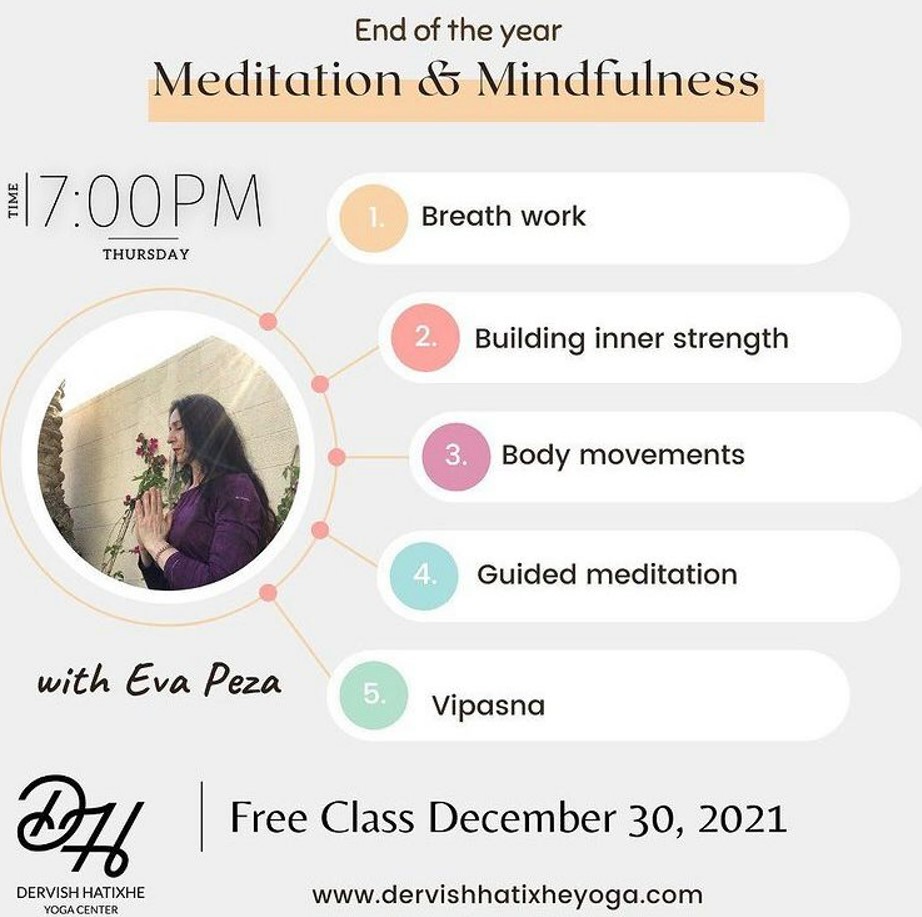 End of the year
Meditation & Mindfulness
TIME
7:00PM
THURSDAY
1. Breath work
2. Building inner strength
3. Body movements
4. Guided meditation
5. Vipasna
with Eva Peza
DH
DERVISH HATIXHE
YOGA CENTER
Free Class December 30, 2021
www.dervishhatixheyoga.com